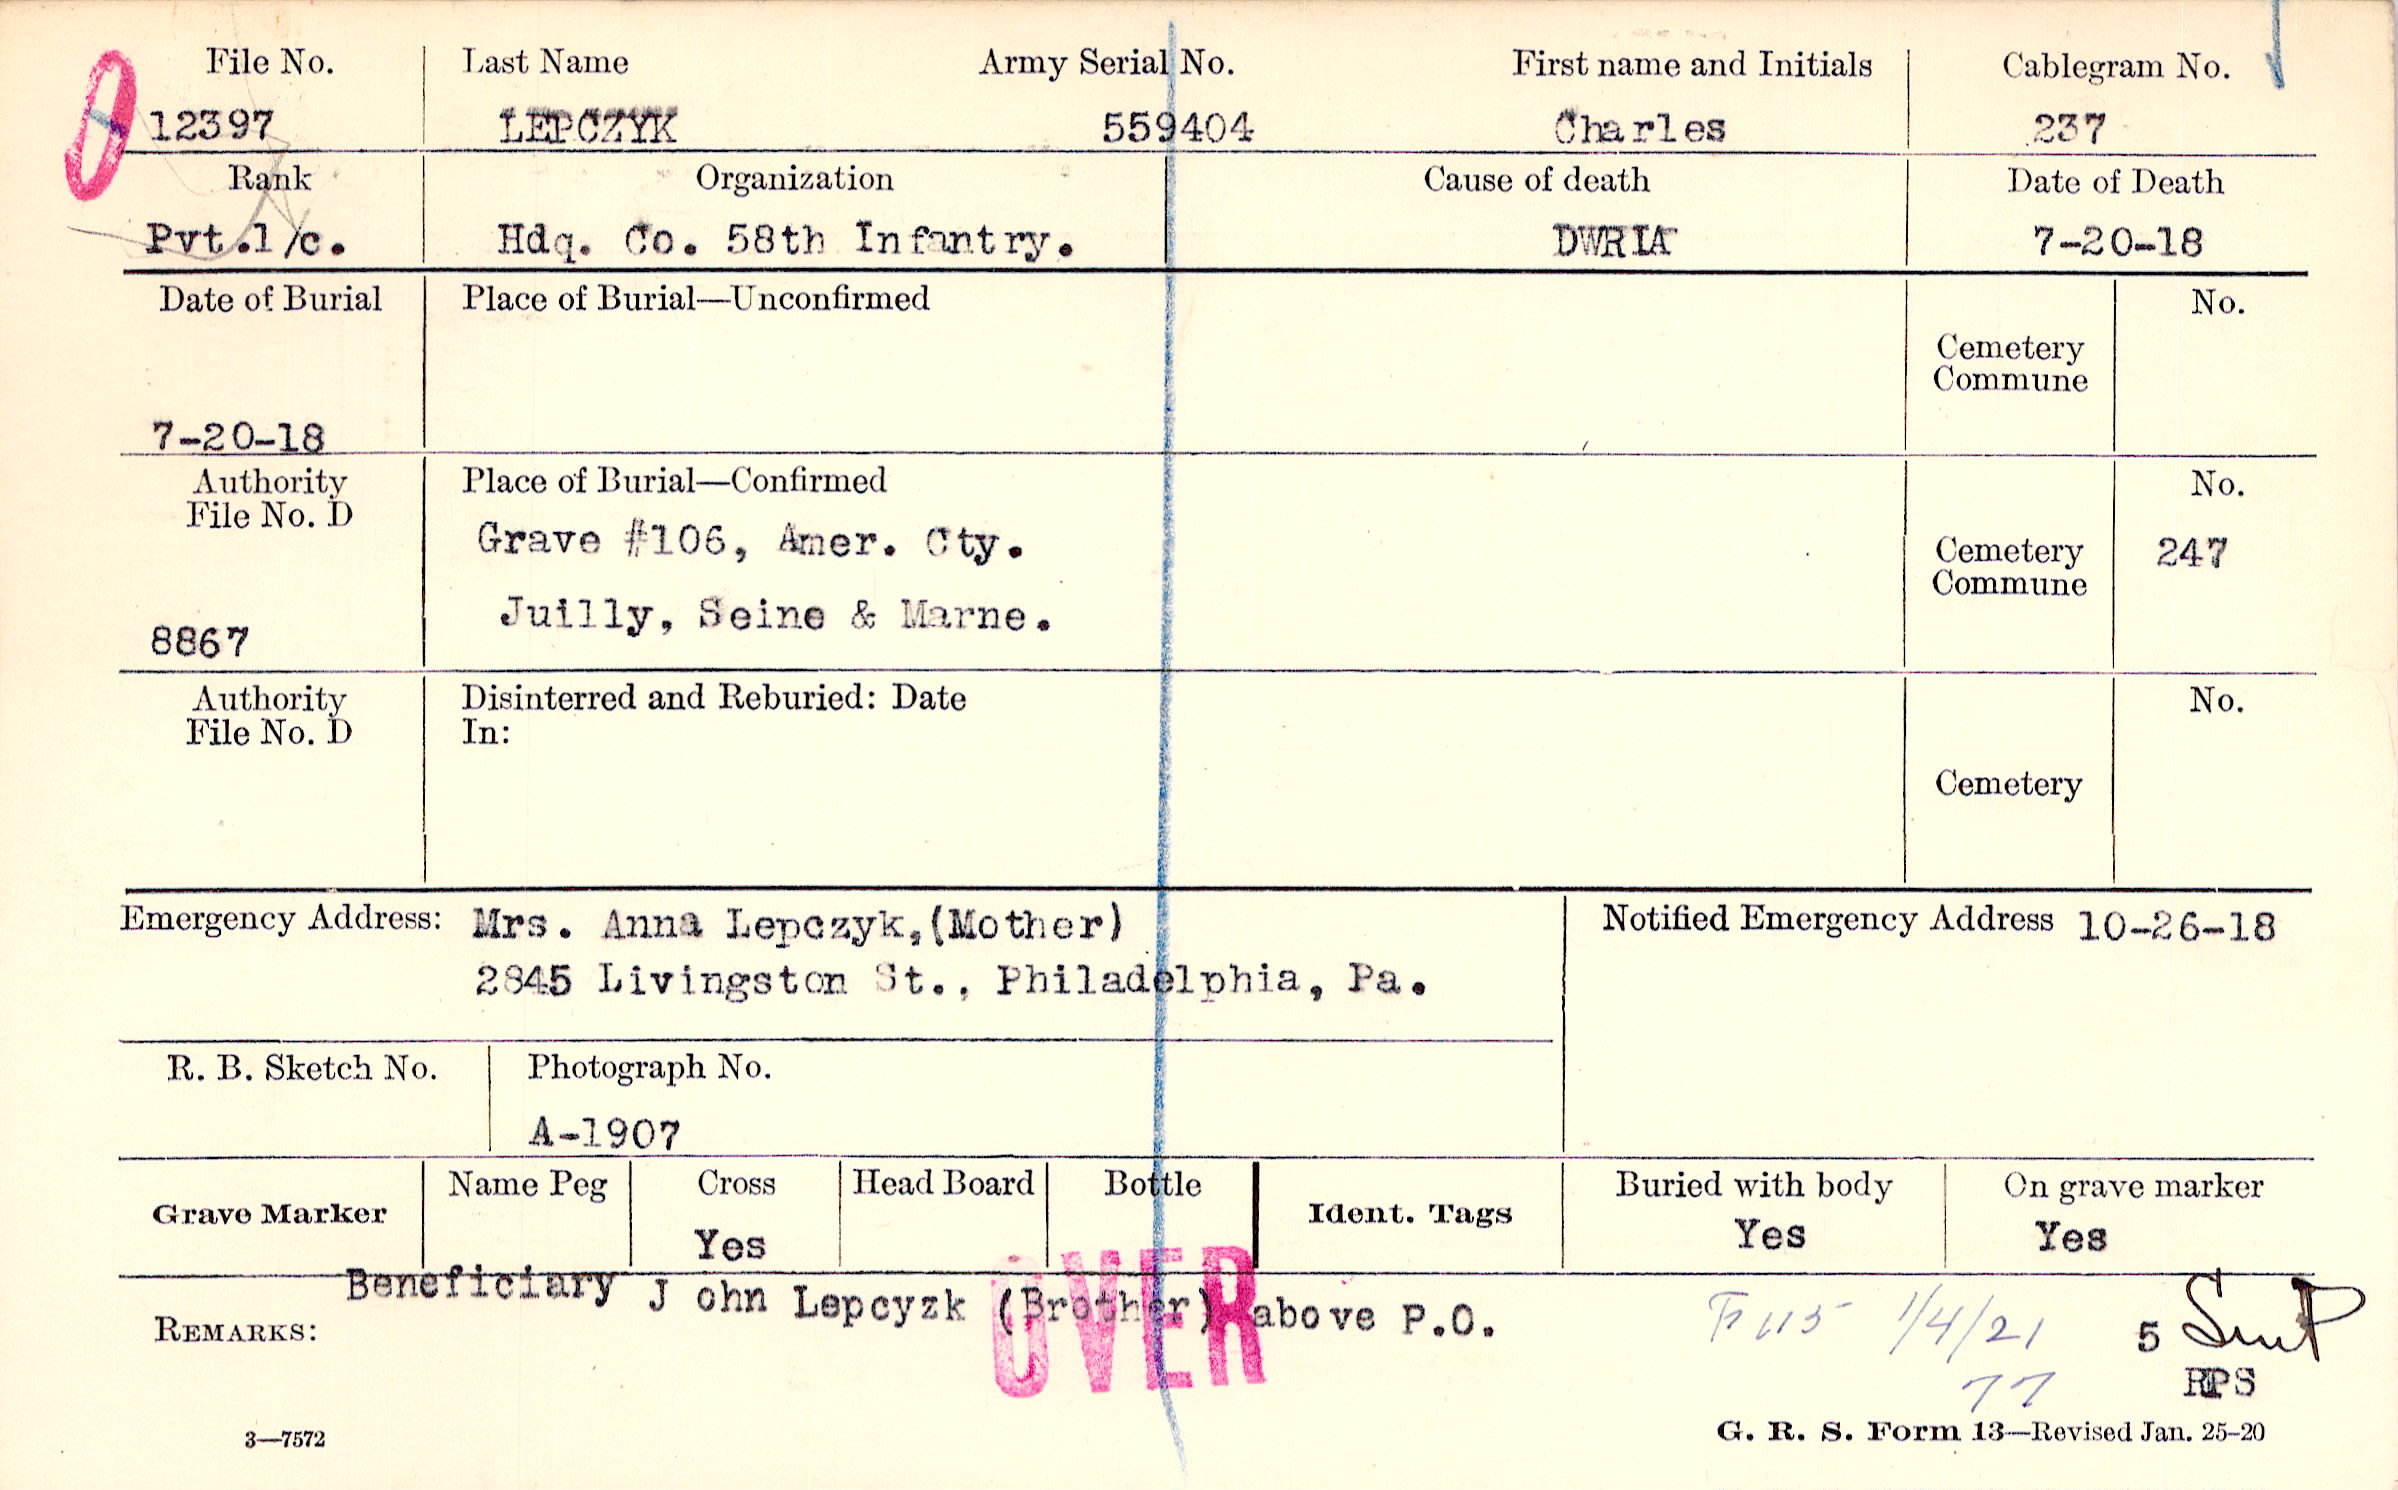 File No. Last Name Army Serial No. First name and Initials Cablegram No.
12397 LEPCZYK 559404 Charles 237
Rank Organization Cause of death Date of Death
Pvt.1/c. Hdq. Co. 58th Infantry. DWRIA 7-20-18
Date of Burial Place of Burial—Unconfirmed No.
Cemetery
Commune
7-20-18
Authority Place of Burial—Confirmed No.
File No. D
Grave #106, Amer. Cty. Cemetery 247
Commune
Juilly, Seine & Marne.
8867
Authority Disinterred and Reburied: Date No.
File No. D In:
Cemetery
Emergency Address: Mrs. Anna Lepczyk,(Mother) Notified Emergency Address 10-26-18
2845 Livingston St., Philadelphia, Pa.
R. B. Sketch No. Photograph No.
A-1907
Grave Marker Name Peg Cross Head Board Bottle Ident. Tags Buried with body On grave marker
Yes Yes Yes
Beneficiary J ohn Lepcyzk (Brother) above P.O.
OVER
REMARKS: 1/4/21 5
77 RPS
3—7572 G. R. S. Form 13—Revised Jan. 25-20